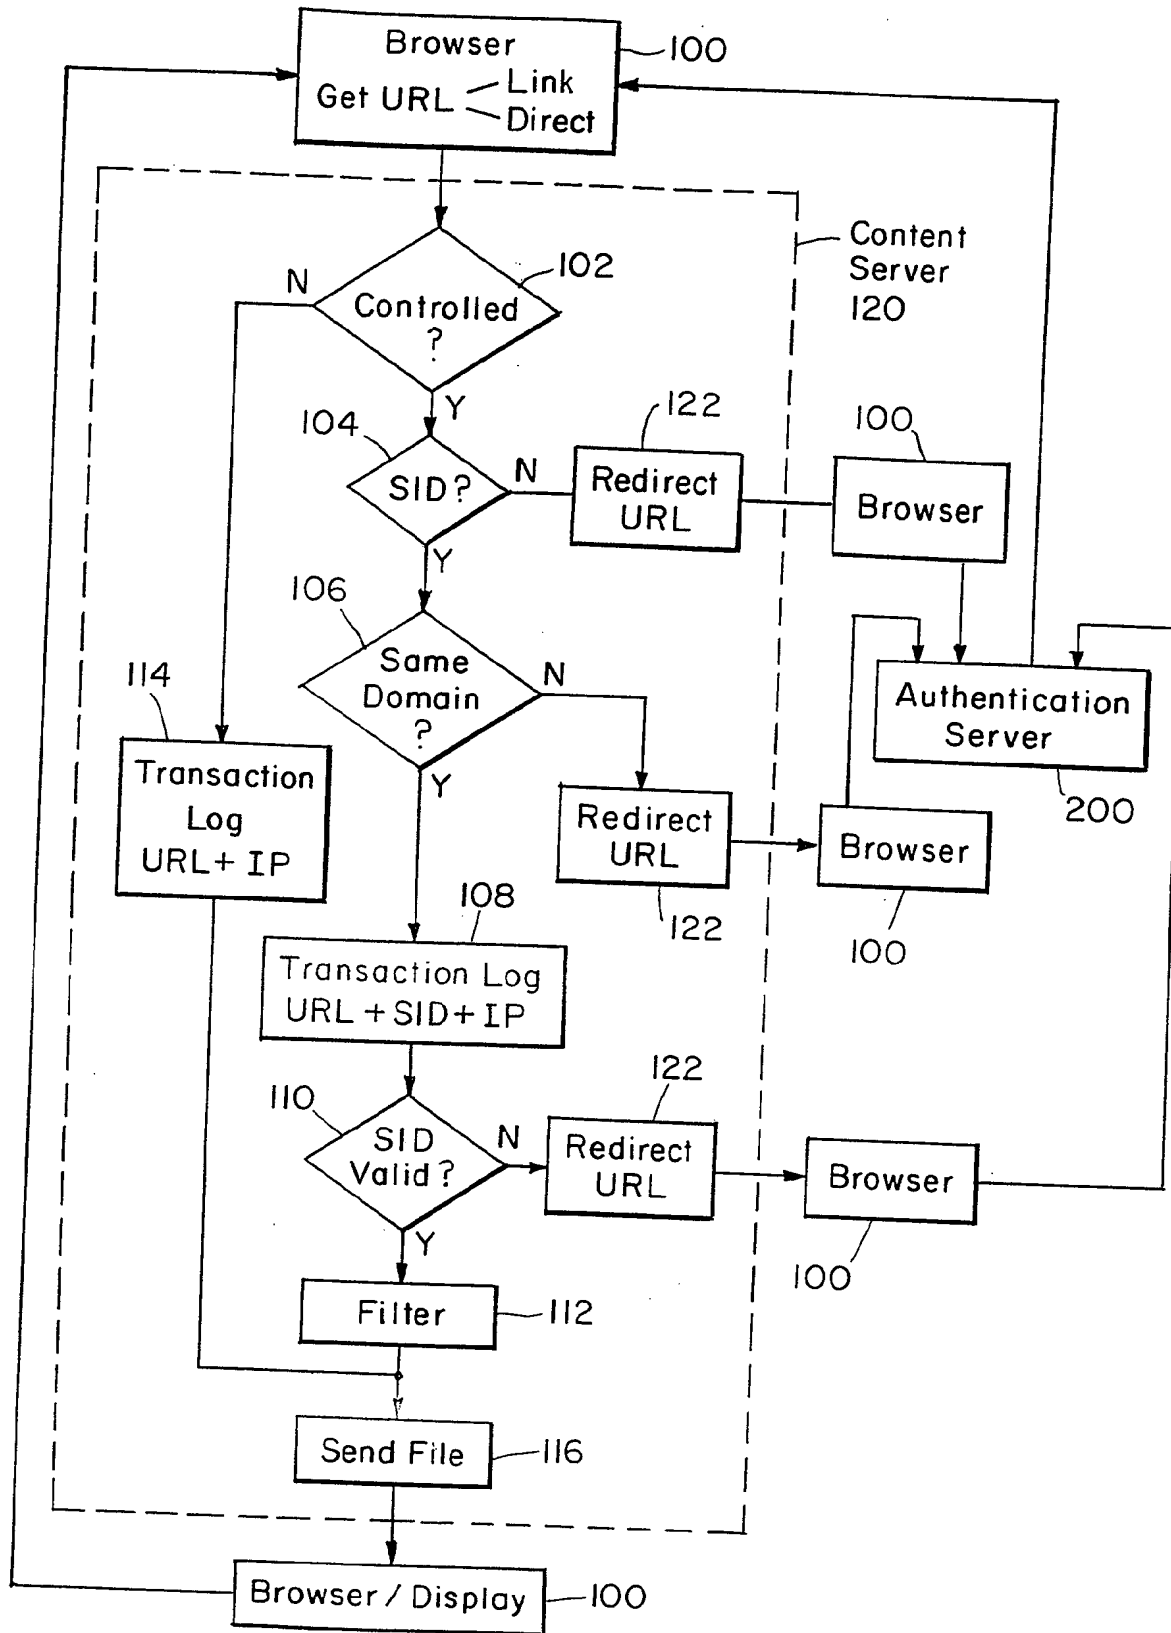 Browser
100
Get URL
Link
Direct
Content
Server
120
102
N
Controlled
?
Y
104
SID?
N
122
Redirect
URL
100
Browser
Y
106
Same
Domain
?
N
Authentication
Server
200
114
Transaction
Log
URL + IP
Y
Redirect
URL
122
Browser
100
108
Transaction Log
URL + SID + IP
110
SID
Valid?
N
122
Redirect
URL
Browser
100
Y
Filter
112
Send File
116
Browser / Display
100